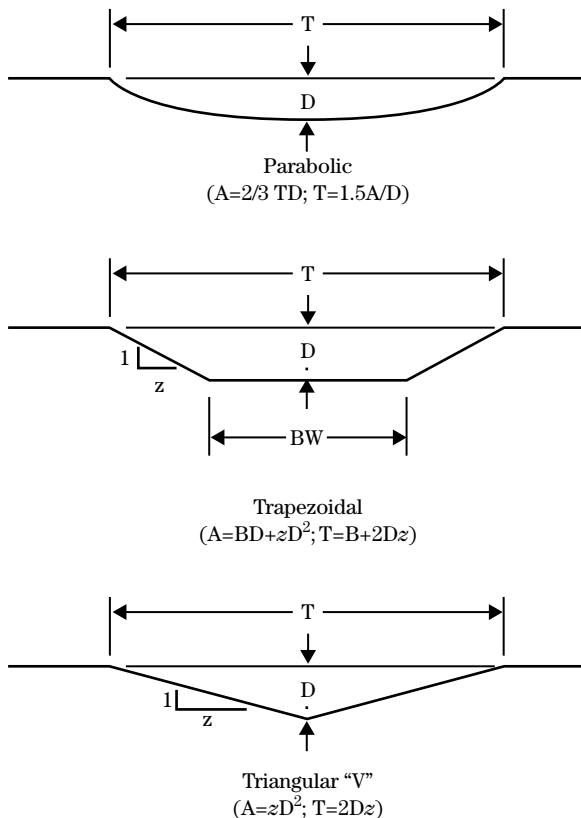 T
D
Parabolic
(A=2/3 TD; T=1.5A/D)
T
D
1
z
BW
Trapezoidal
(A=BD+zD²; T=B+2Dz)
T
D
1
z
Triangular “V”
(A=zD²; T=2Dz)